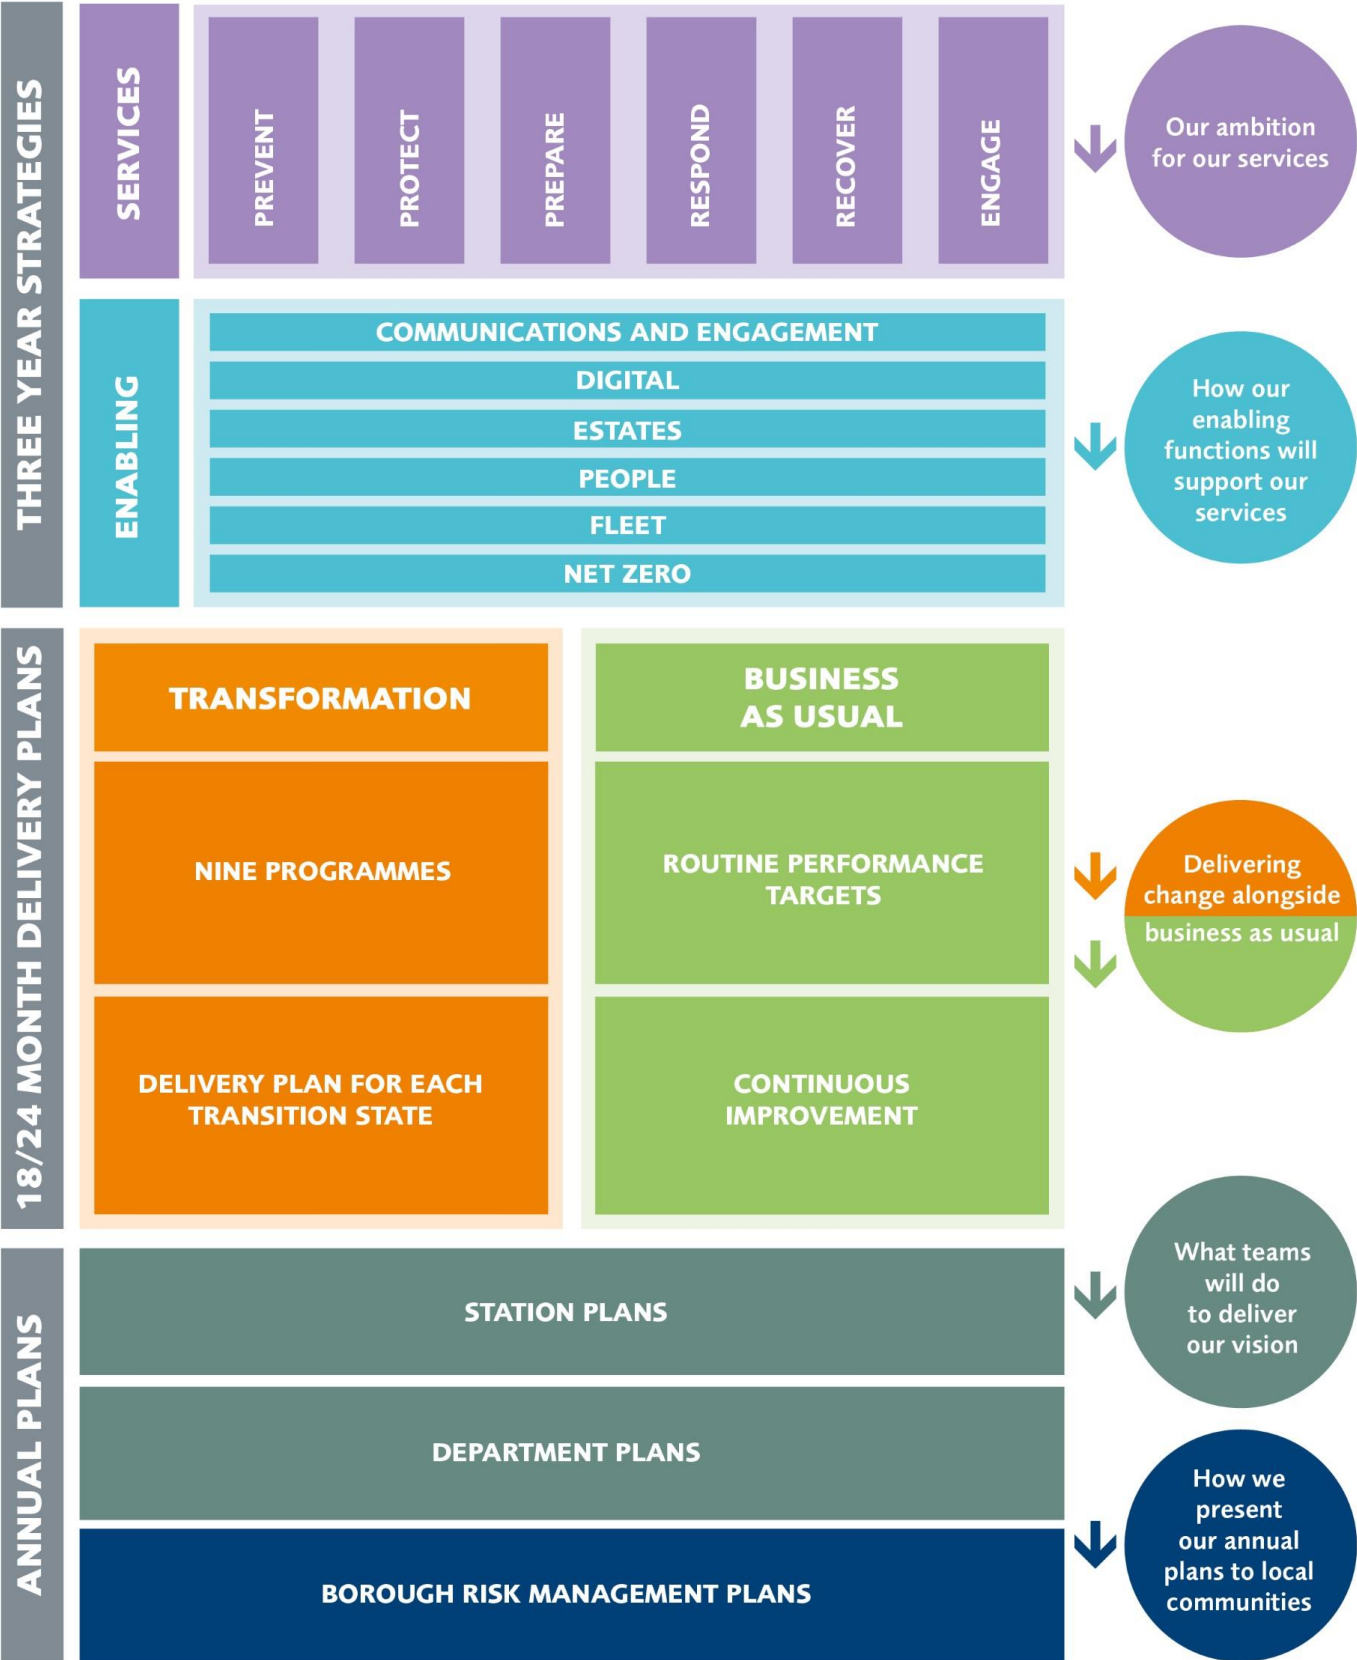 THREE YEAR STRATEGIES
SERVICES
PREVENT
PROTECT
PREPARE
RESPOND
RECOVER
ENGAGE
Our ambition
for our services
ENABLING
COMMUNICATIONS AND ENGAGEMENT
DIGITAL
ESTATES
PEOPLE
FLEET
NET ZERO
How our
enabling
functions will
support our
services
18/24 MONTH DELIVERY PLANS
TRANSFORMATION
NINE PROGRAMMES
DELIVERY PLAN FOR EACH
TRANSITION STATE
BUSINESS
AS USUAL
ROUTINE PERFORMANCE
TARGETS
CONTINUOUS
IMPROVEMENT
Delivering
change alongside
business as usual
ANNUAL PLANS
STATION PLANS
DEPARTMENT PLANS
What teams
will do
to deliver
our vision
BOROUGH RISK MANAGEMENT PLANS
How we
present
our annual
plans to local
communities